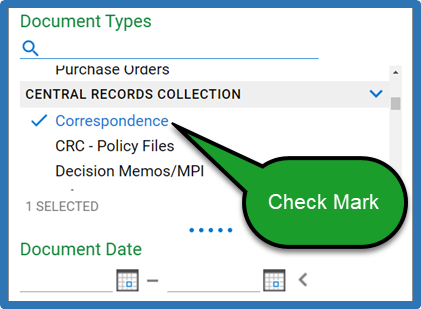 Document Types
Purchase Orders
CENTRAL RECORDS COLLECTION
Correspondence
CRC - Policy Files
Decision Memos/MPI
1 SELECTED
Check Mark
Document Date